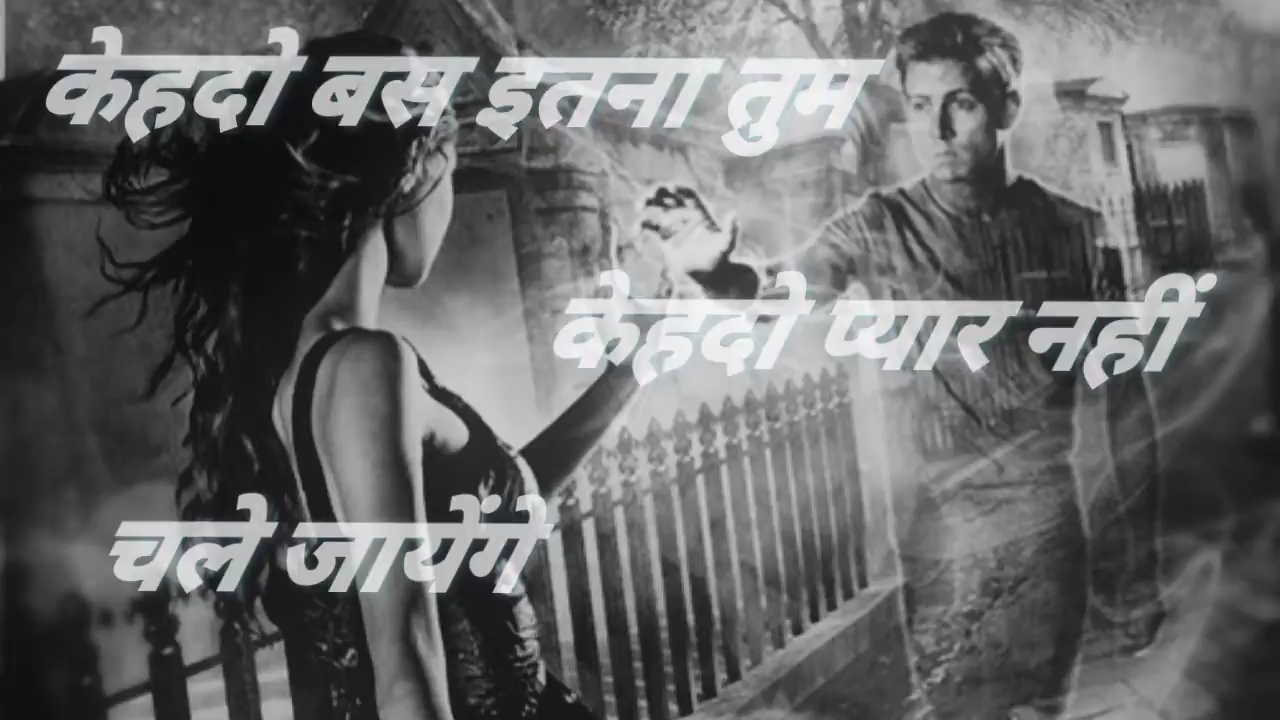 केहदो बस इतना तुम
केहदो प्यार नहीं
चले जायेंगे